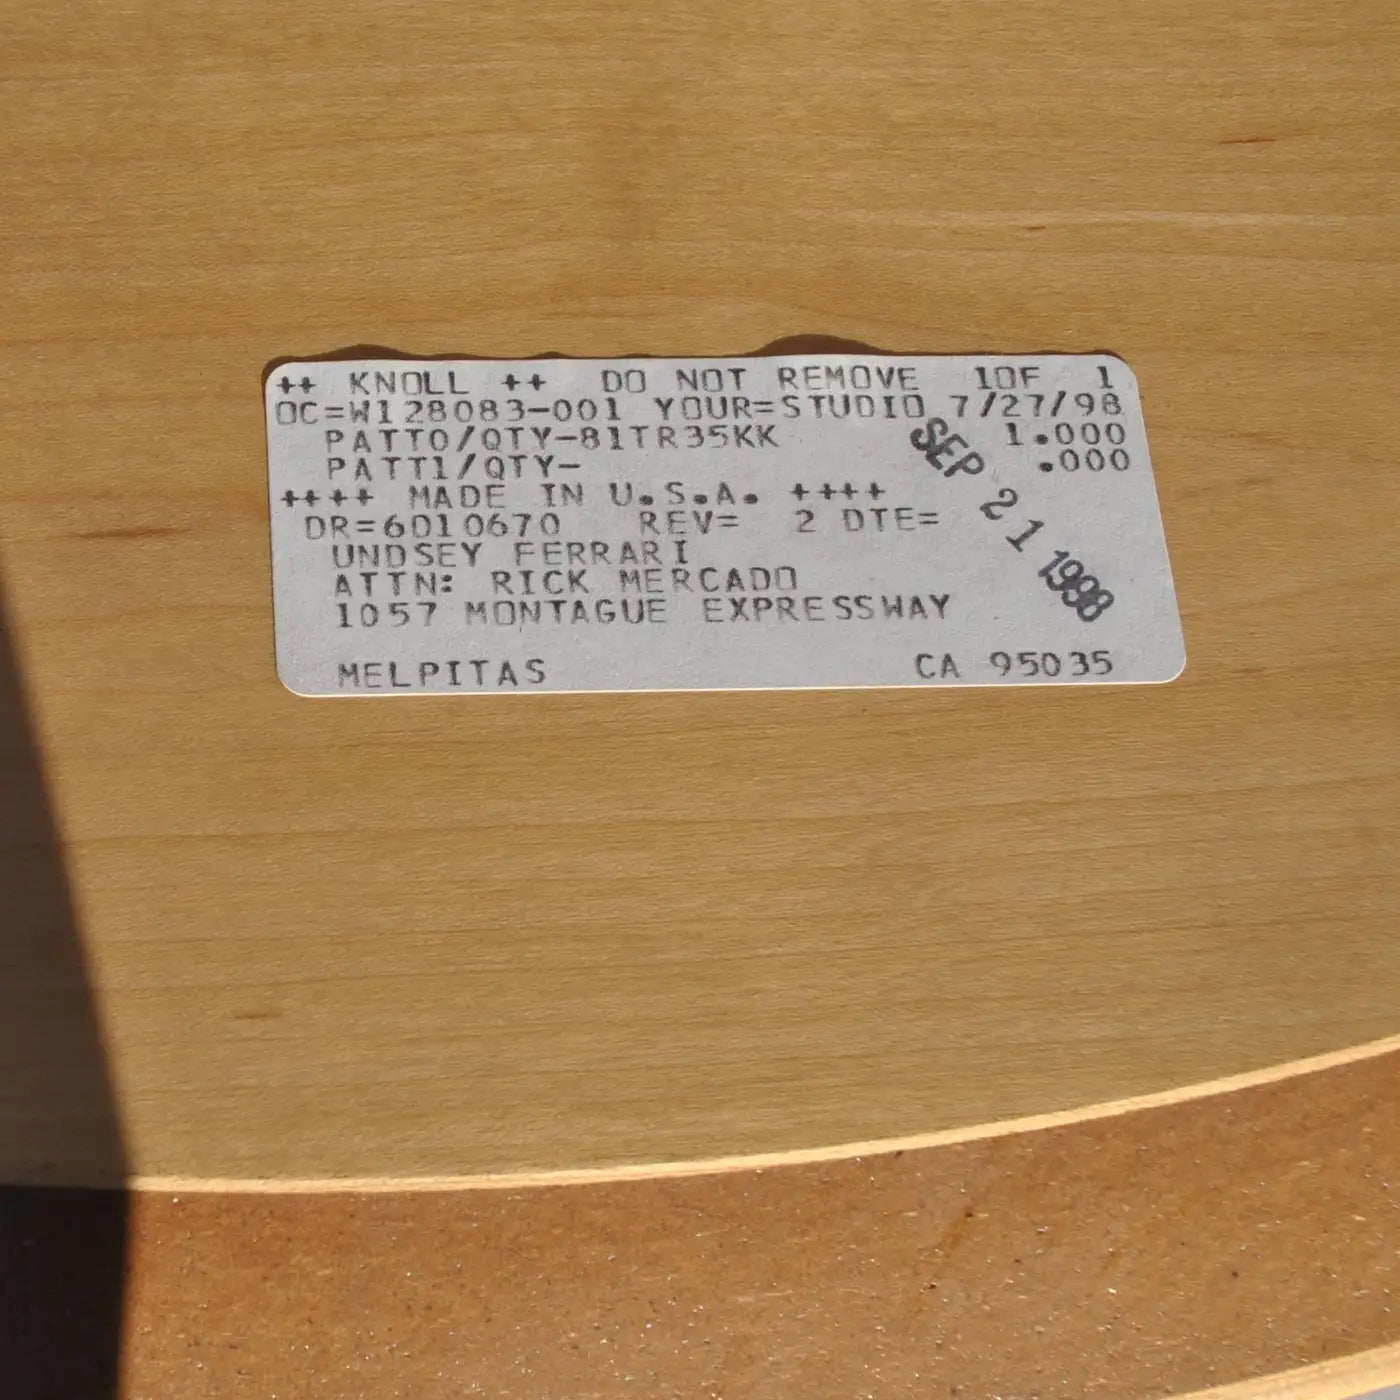 ++ KNOLL ++ DO NOT REMOVE 1OF 1
OC=W128083-001 YOUR=STUDIO 7/27/98
PATT0/QTY-81TR35KK 1.000
PATT1/QTY- .000
++++ MADE IN U.S.A. ++++
DR=6010670 REV= 2 DTE=
UNDSEY FERRARI
ATTN: RICK MERCADO
1057 MONTAGUE EXPRESSWAY
MELPITAS CA 95035
SEP 21 1998